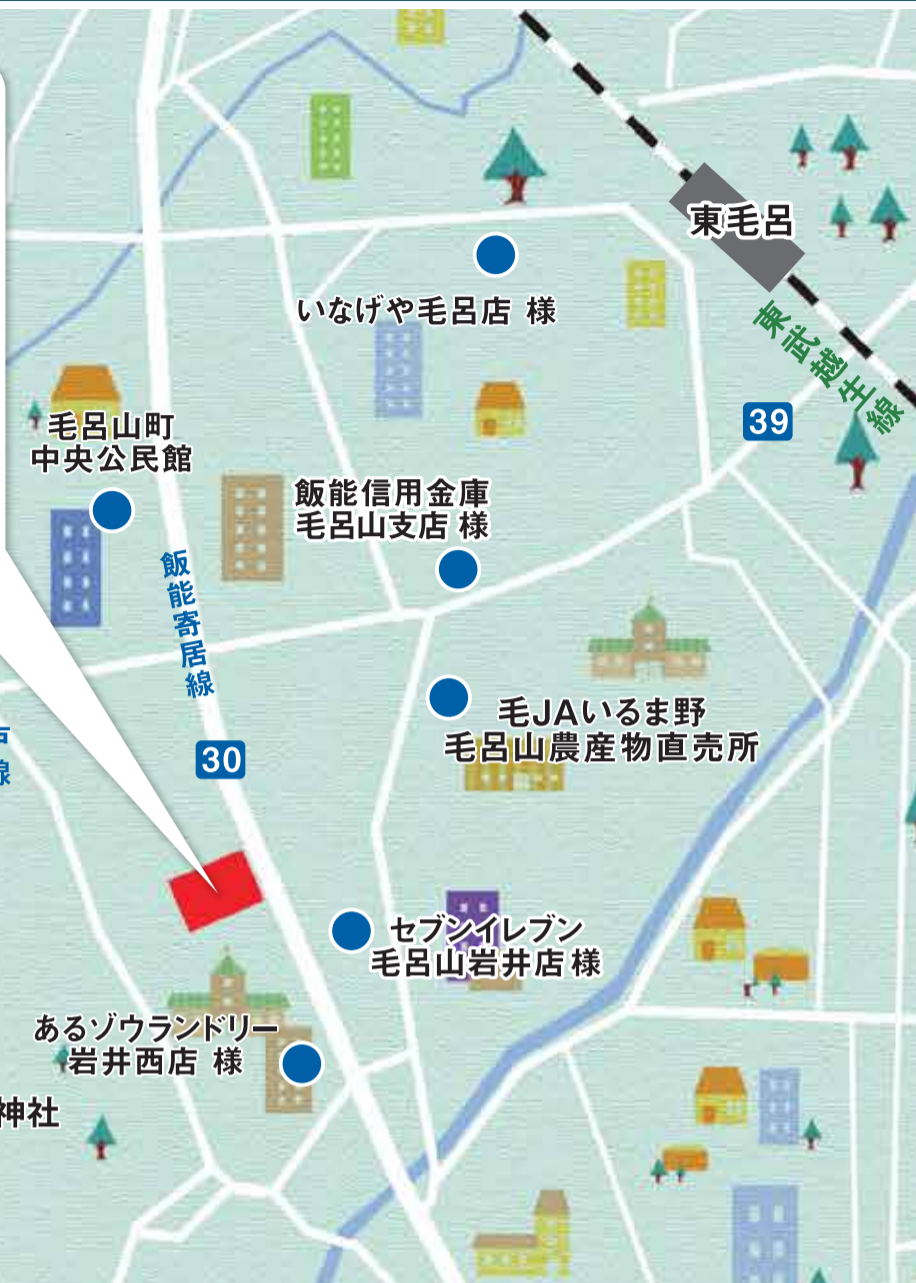 東毛呂
いなげや毛呂店 様
東武越生線
39
毛呂山町
中央公民館
飯能信用金庫
毛呂山支店 様
飯能寄居線
毛JAいるま野
毛呂山農産物直売所
30
線
セブンイレブン
毛呂山岩井店 様
あるゾウランドリー
岩井西店 様
神社